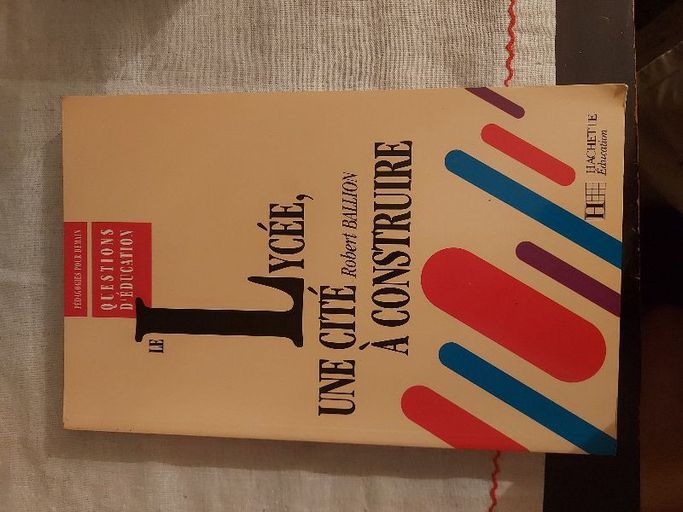 PÉDAGOGIES POUR DEMAIN
QUESTIONS
D'ÉDUCATION
LE
LYCÉE,
UNE CITÉ
Robert BALLION
À CONSTRUIRE
H
HACHETTE
Éducation